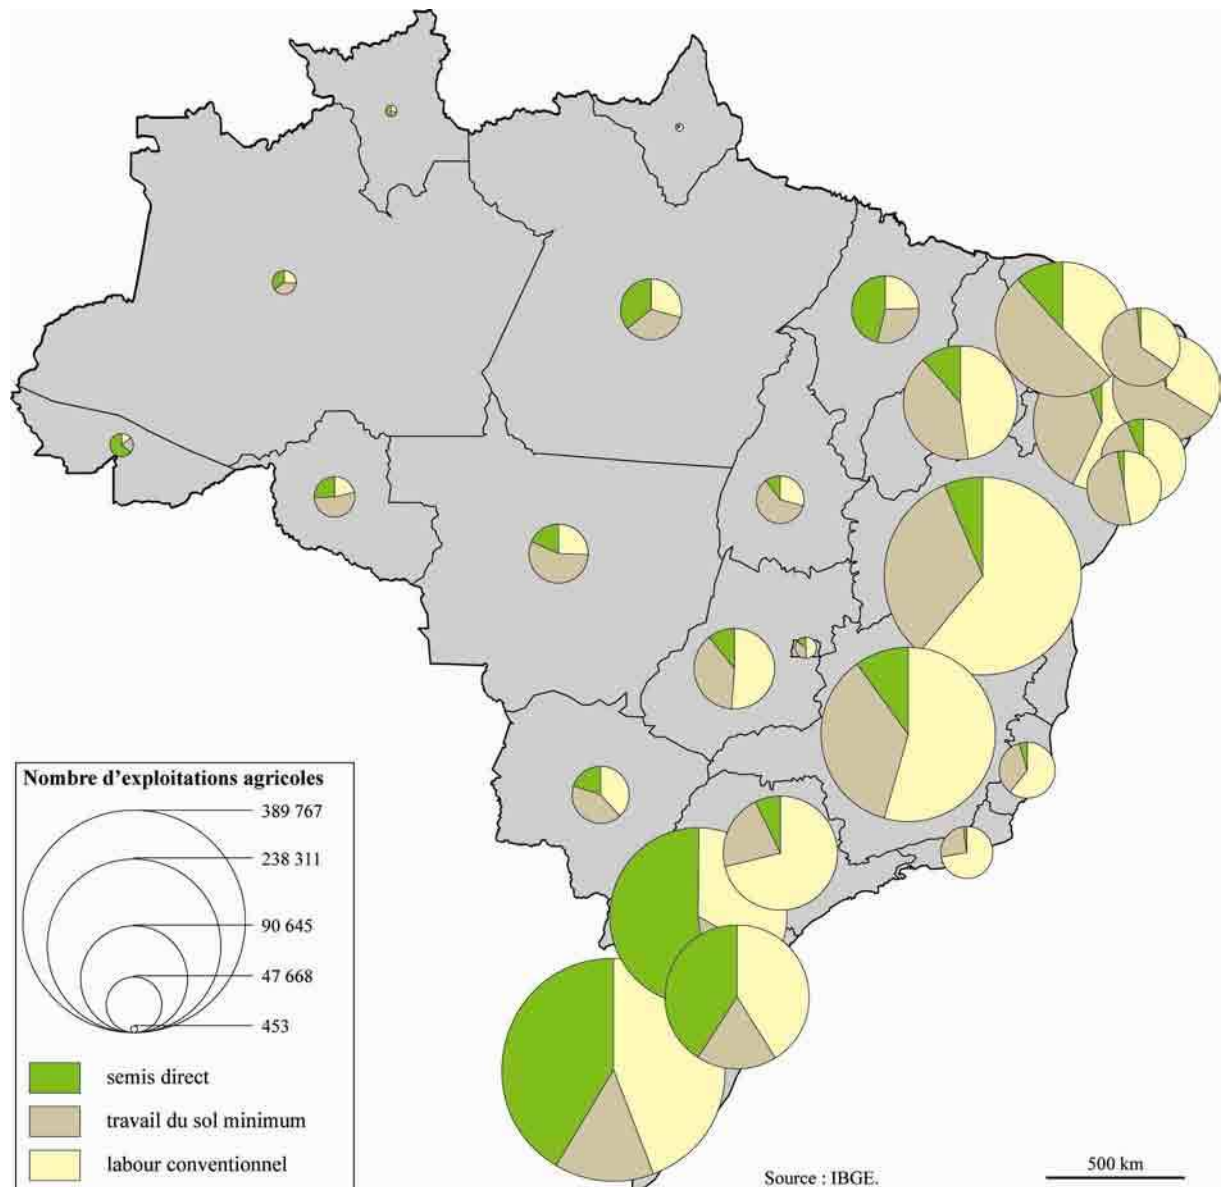 Nombre d'exploitations agricoles
389 767
238 311
90 645
47 668
453
semis direct
travail du sol minimum
labour conventionnel
Source : IBGE.
500 km